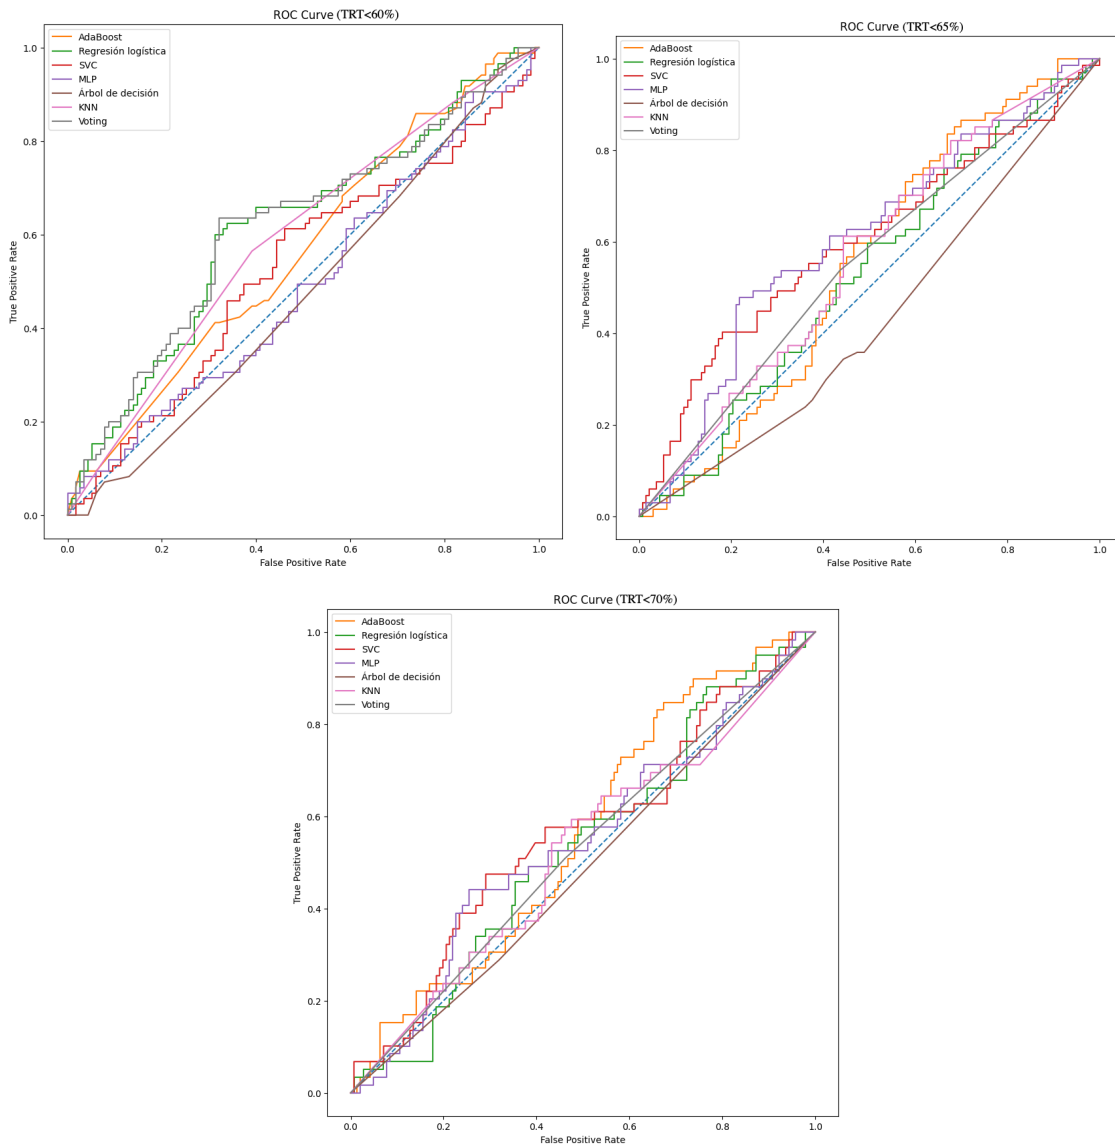 ROC Curve (TRT<60%)
AdaBoost
Regresión logística
SVC
MLP
Árbol de decisión
KNN
Voting
True Positive Rate
1.0
0.8
0.6
0.4
0.2
0.0
0.0 0.2 0.4 0.6 0.8 1.0
False Positive Rate
ROC Curve (TRT<65%)
AdaBoost
Regresión logística
SVC
MLP
Árbol de decisión
KNN
Voting
True Positive Rate
1.0
0.8
0.6
0.4
0.2
0.0
0.0 0.2 0.4 0.6 0.8 1.0
False Positive Rate
ROC Curve (TRT<70%)
AdaBoost
Regresión logística
SVC
MLP
Árbol de decisión
KNN
Voting
True Positive Rate
1.0
0.8
0.6
0.4
0.2
0.0
0.0 0.2 0.4 0.6 0.8 1.0
False Positive Rate